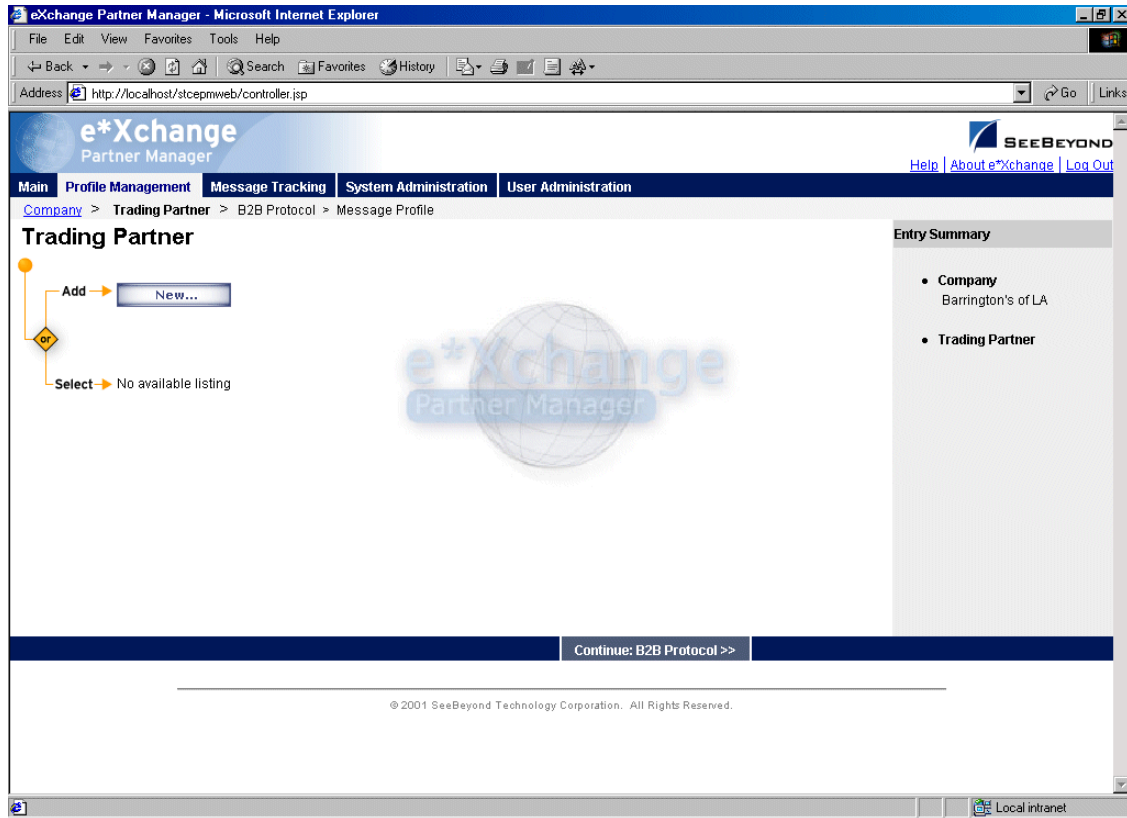 eXchange Partner Manager - Microsoft Internet Explorer
File Edit View Favorites Tools Help
Back Search Favorites History
Address http://localhost/stcepmweb/controller.jsp Go Links
e*Xchange
Partner Manager
SEEBEYOND
Help | About e*Xchange | Log Out
Main Profile Management Message Tracking System Administration User Administration
Company > Trading Partner > B2B Protocol > Message Profile
Trading Partner
Entry Summary
Add New...
• Company
Barrington's of LA
or
• Trading Partner
Select No available listing
e*Xchange
Partner Manager
Continue: B2B Protocol >>
© 2001 SeeBeyond Technology Corporation. All Rights Reserved.
Local intranet